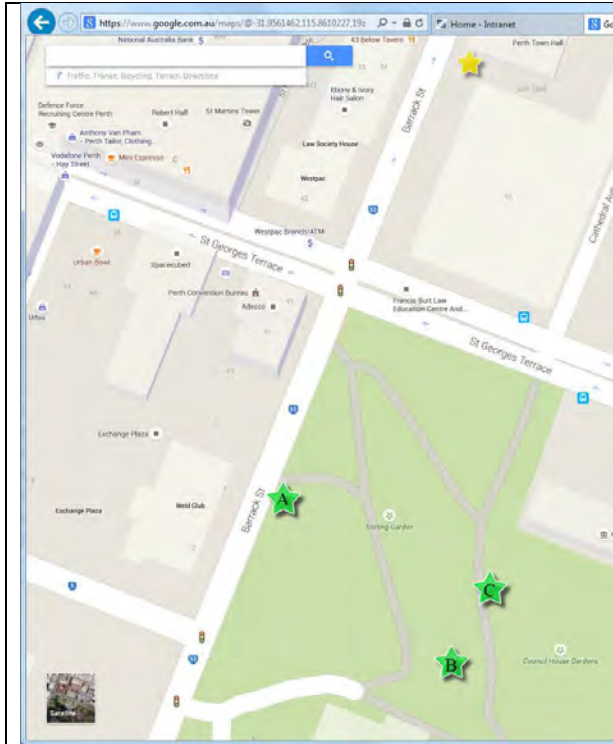 https://www.google.com.au/maps/@-31.9561462,115.8610227,19z
Home - Intranet
Go
National Australia Bank
43 Below Tavern
Perth Town Hall
Traffic, Transit, Bicycling, Terrain, Directions
Ebony & Ivory
Hair Salon
Barrack St
Defence Force
Recruiting Centre Perth
Robert Hall
St Martins Tower
Anthony Van Pham
- Perth Tailor, Clothing...
Law Society House
Vodafone Perth
- Hay Street
Mini Espresso
Westpac
Cathedral Ave
Westpac Branch/ATM
St Georges Terrace
Urban Bowl
Spacecubed
Perth Convention Bureau
Adecco
Francis Burt Law
Education Centre And...
St Georges Terrace
Exchange Plaza
Barrack St
A
Exchange Plaza
Weld Club
Stirling Garden
C
B
Council House Gardens
Satellite